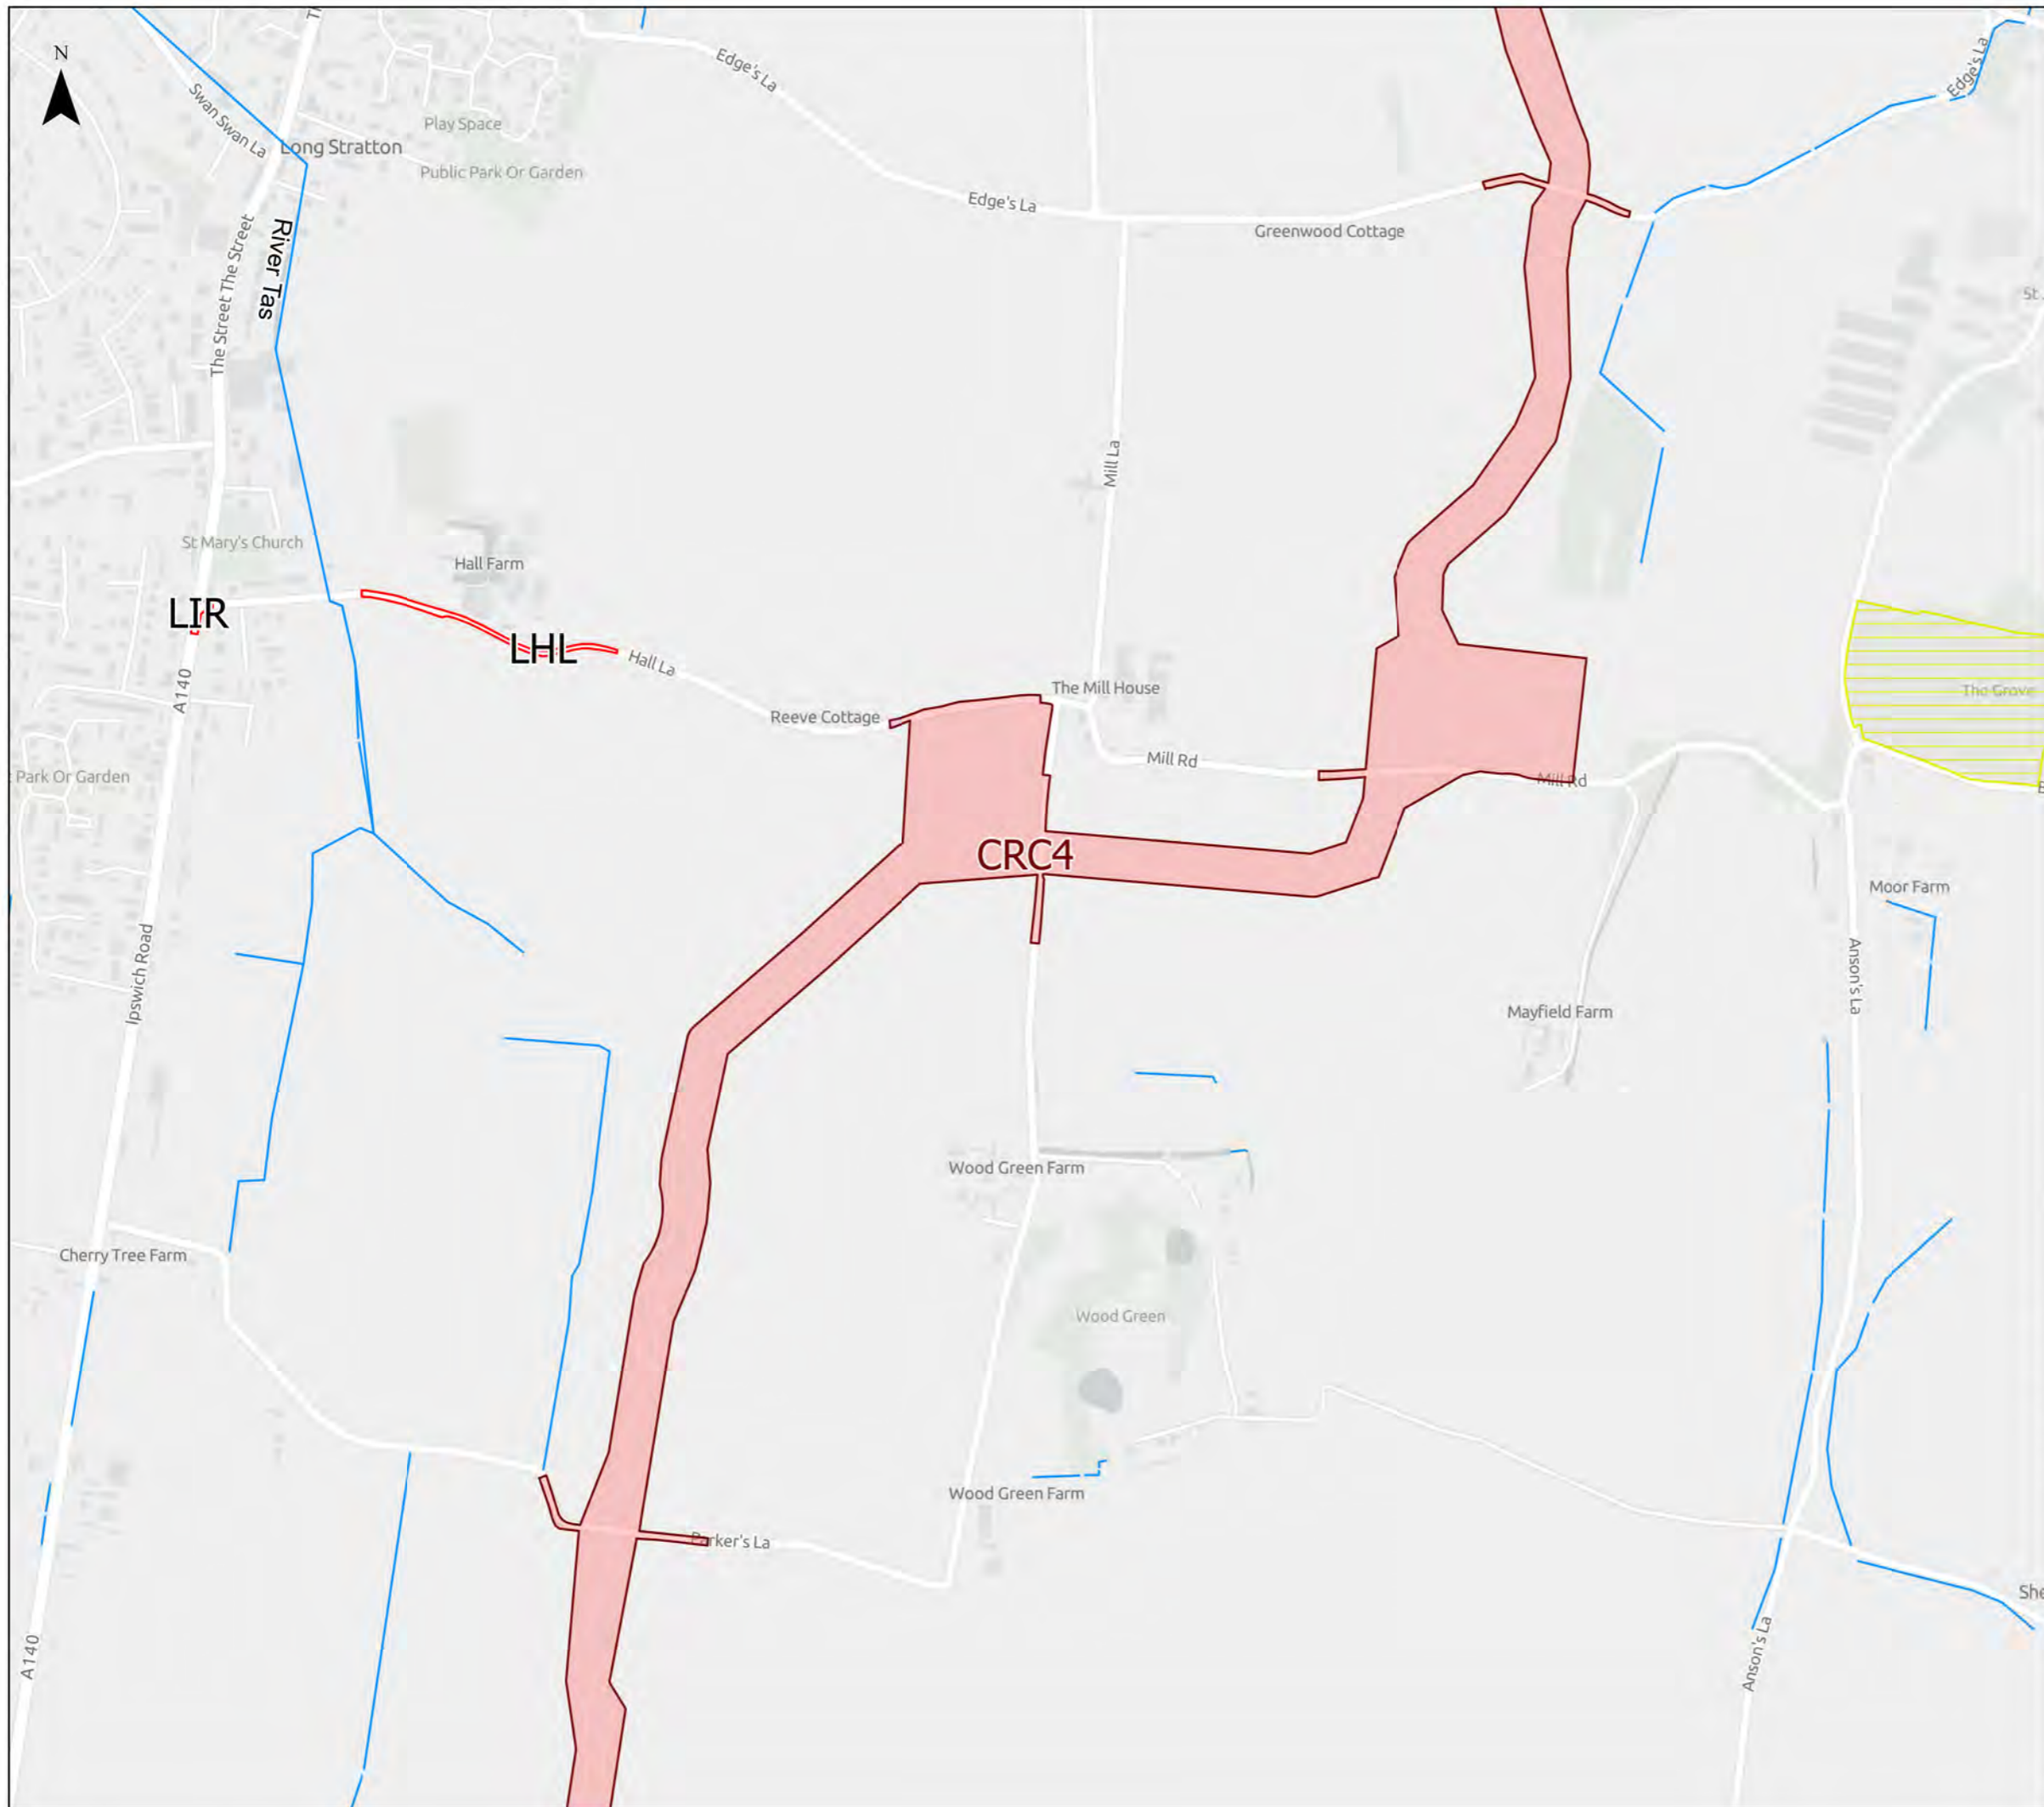 N
Edge's La
Edge's La
Swan Swan La
Play Space
Long Stratton
Public Park Or Garden
Edge's La
Greenwood Cottage
River Tas
The Street The Street
St
Mill La
St Mary's Church
Hall Farm
LIR
LHL
Hall La
A140
The Mill House
The Grove
Reeve Cottage
Mill Rd
Park Or Garden
Mill Rd
CRC4
Moor Farm
Ipswich Road
Anson's La
Mayfield Farm
Wood Green Farm
Cherry Tree Farm
Wood Green
Wood Green Farm
Parker's La
She
A140
Anson's La